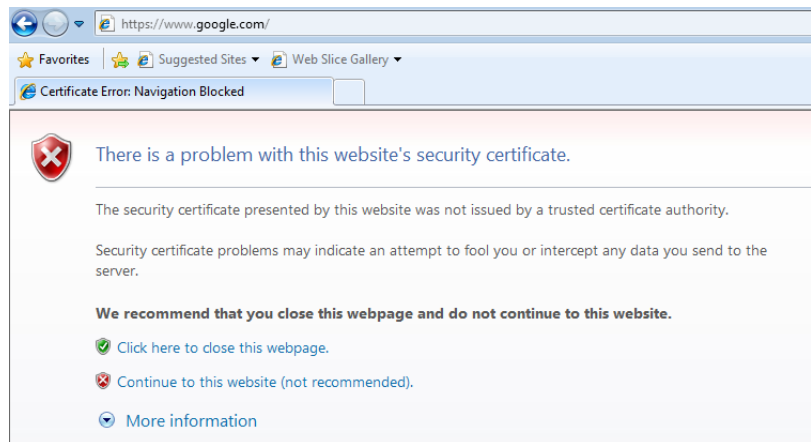 https://www.google.com/
Favorites Suggested Sites Web Slice Gallery
Certificate Error: Navigation Blocked
There is a problem with this website's security certificate.
The security certificate presented by this website was not issued by a trusted certificate authority.
Security certificate problems may indicate an attempt to fool you or intercept any data you send to the
server.
We recommend that you close this webpage and do not continue to this website.
Click here to close this webpage.
Continue to this website (not recommended).
More information